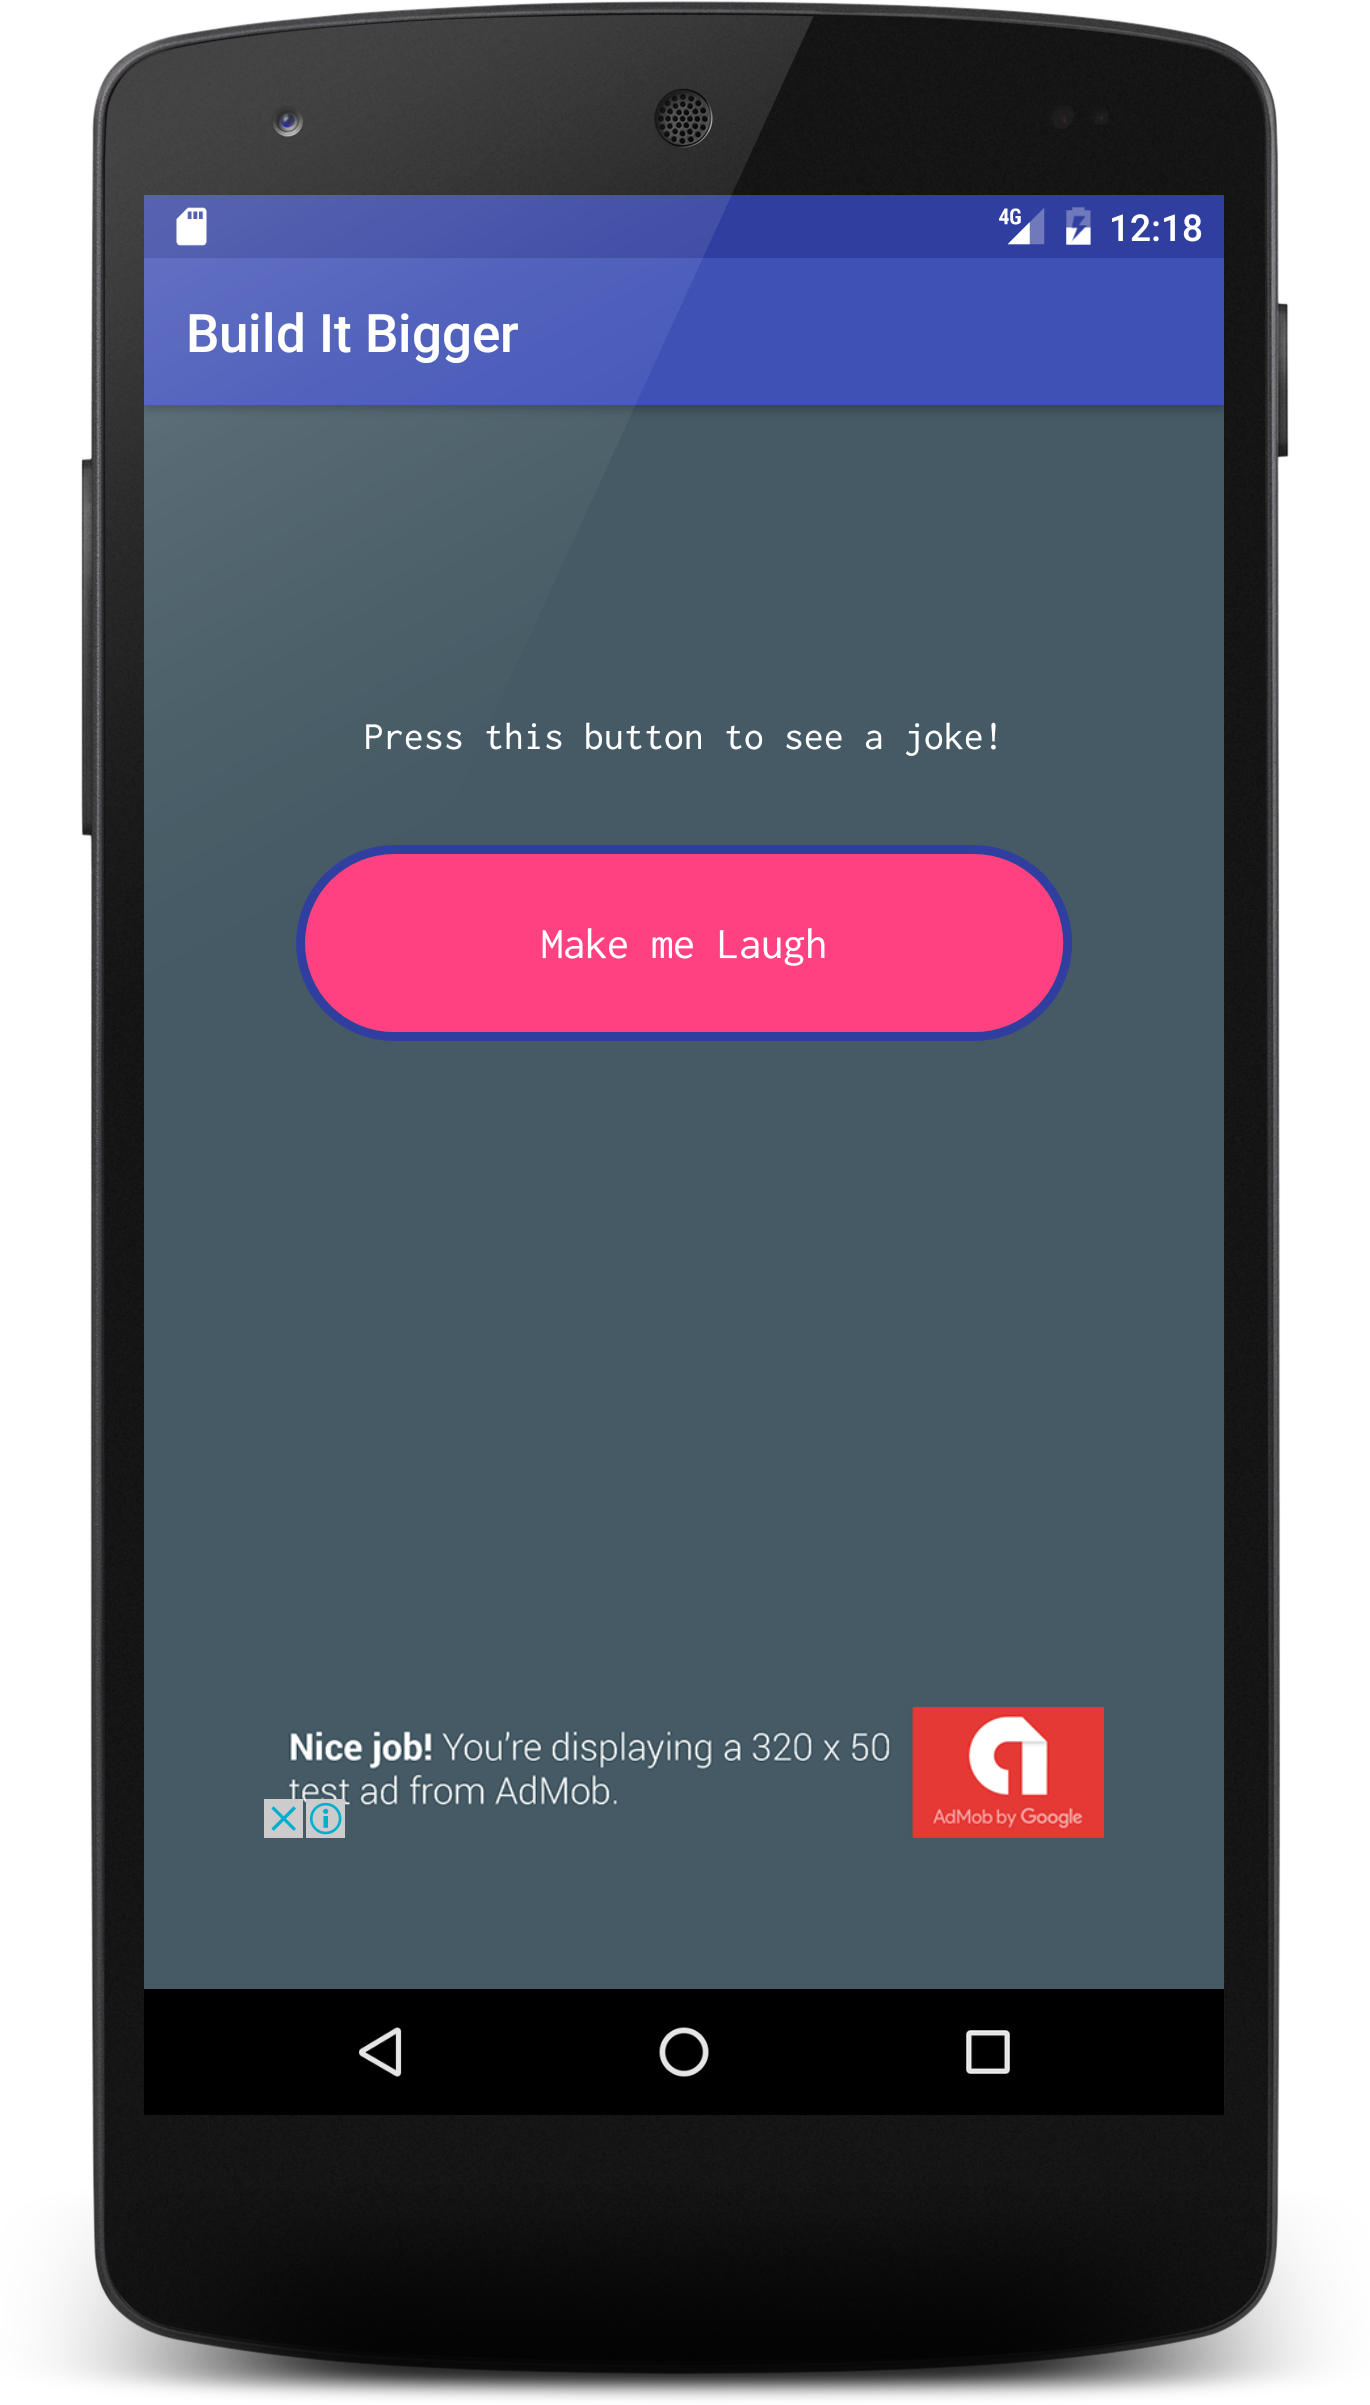 4G 12:18
Build It Bigger
Press this button to see a joke!
Make me Laugh
Nice job! You're displaying a 320 x 50
test ad from AdMob.
AdMob by Google